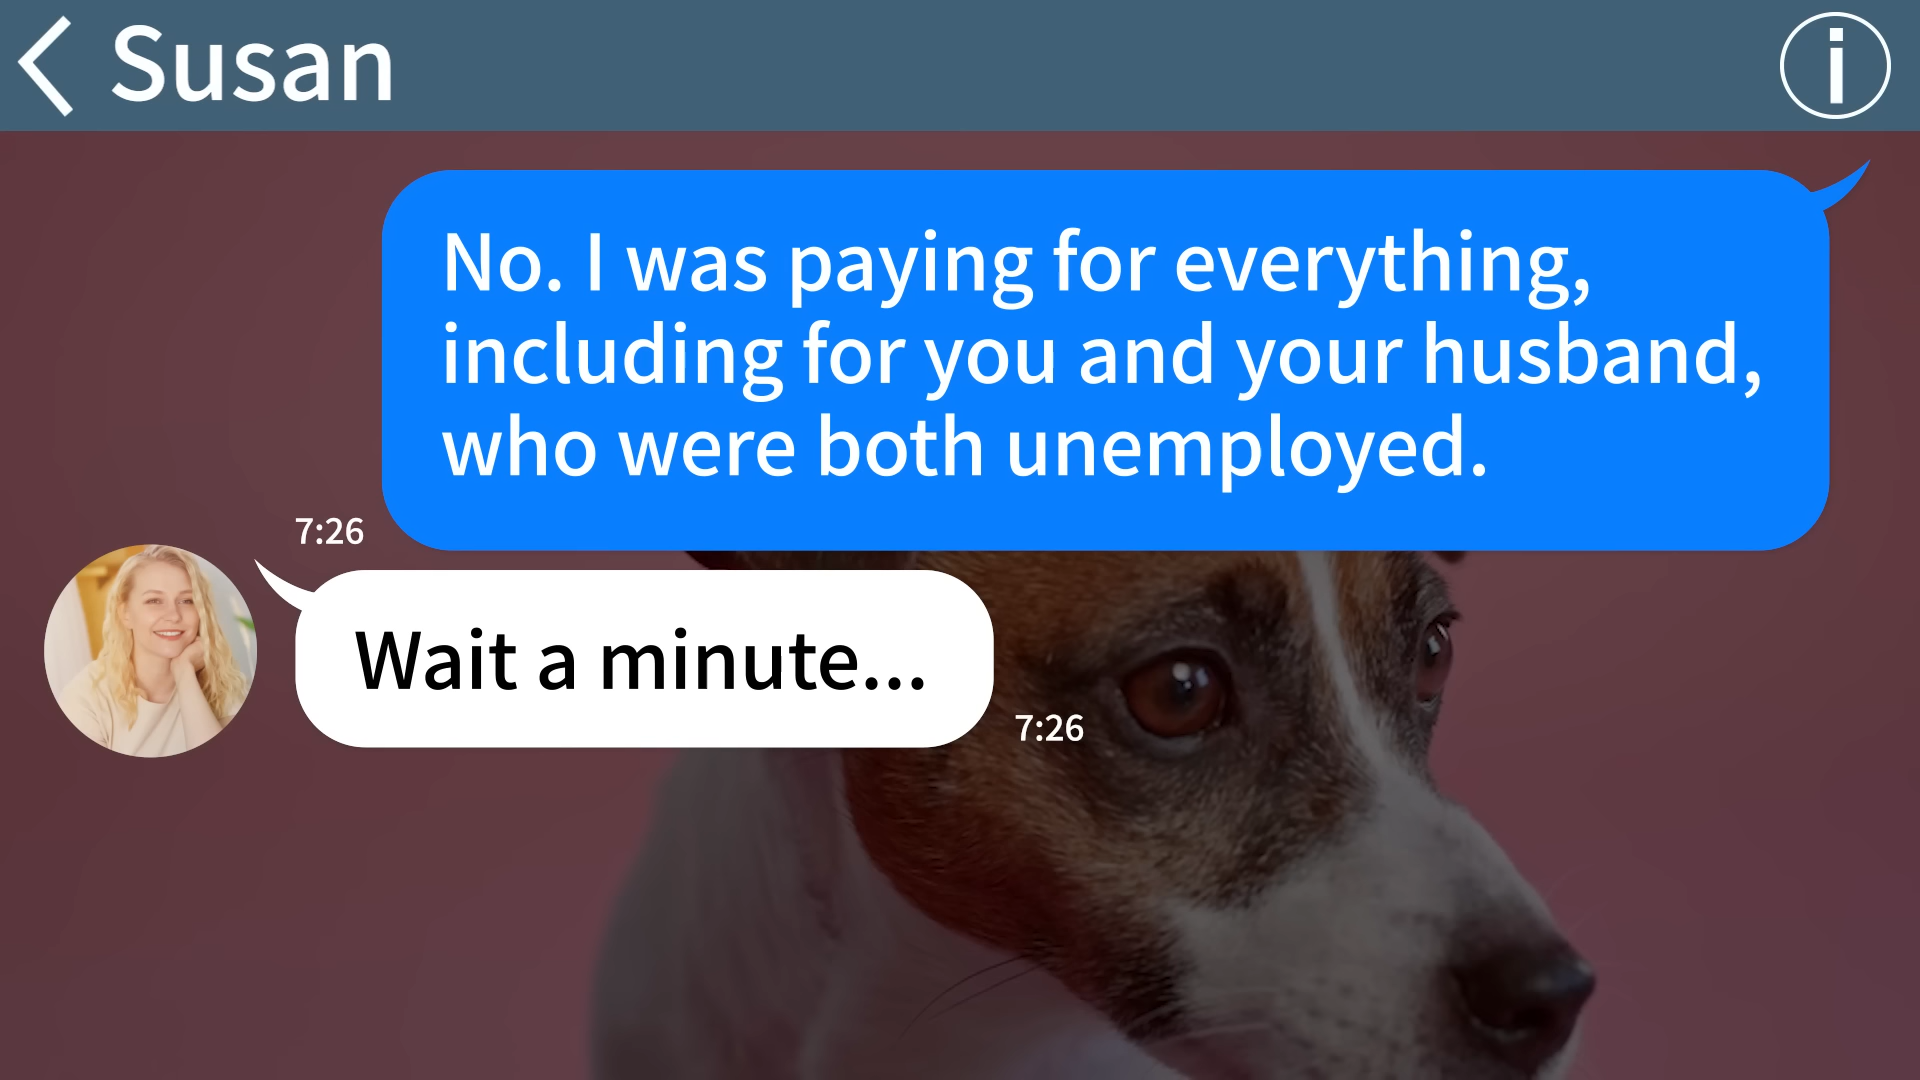 Susan
No. I was paying for everything,
including for you and your husband,
who were both unemployed.
7:26
Wait a minute...
7:26